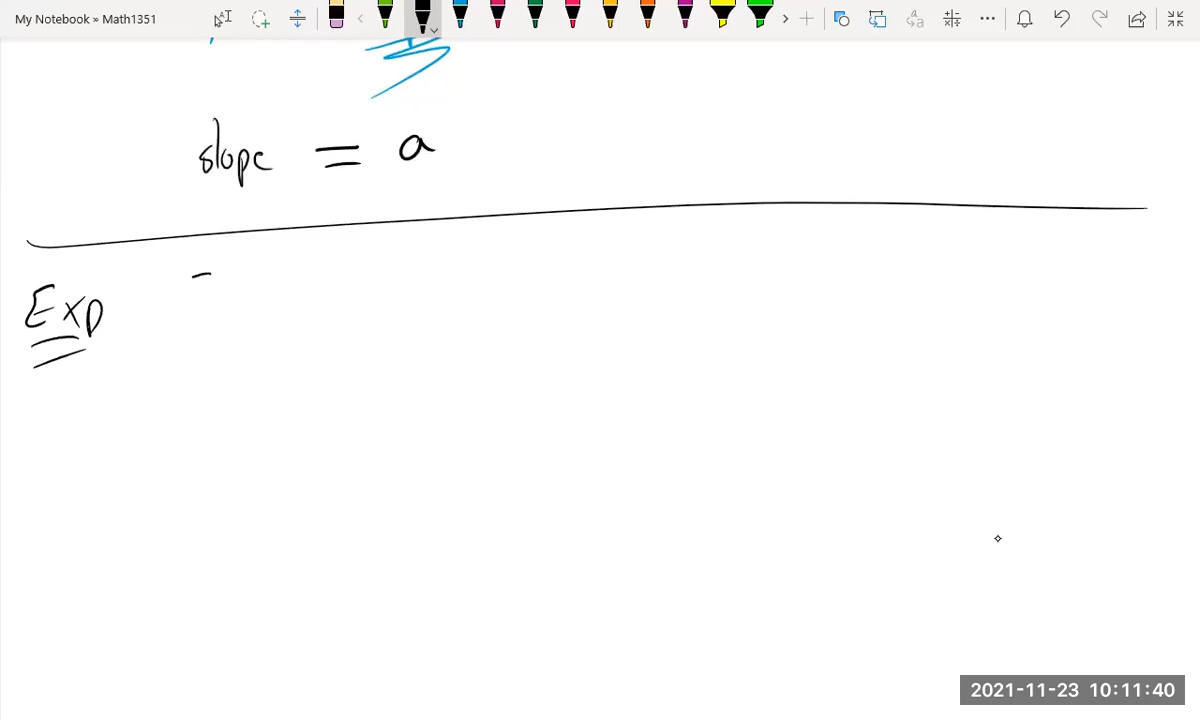 My Notebook » Math1351
slope = a
Exp
2021-11-23 10:11:40